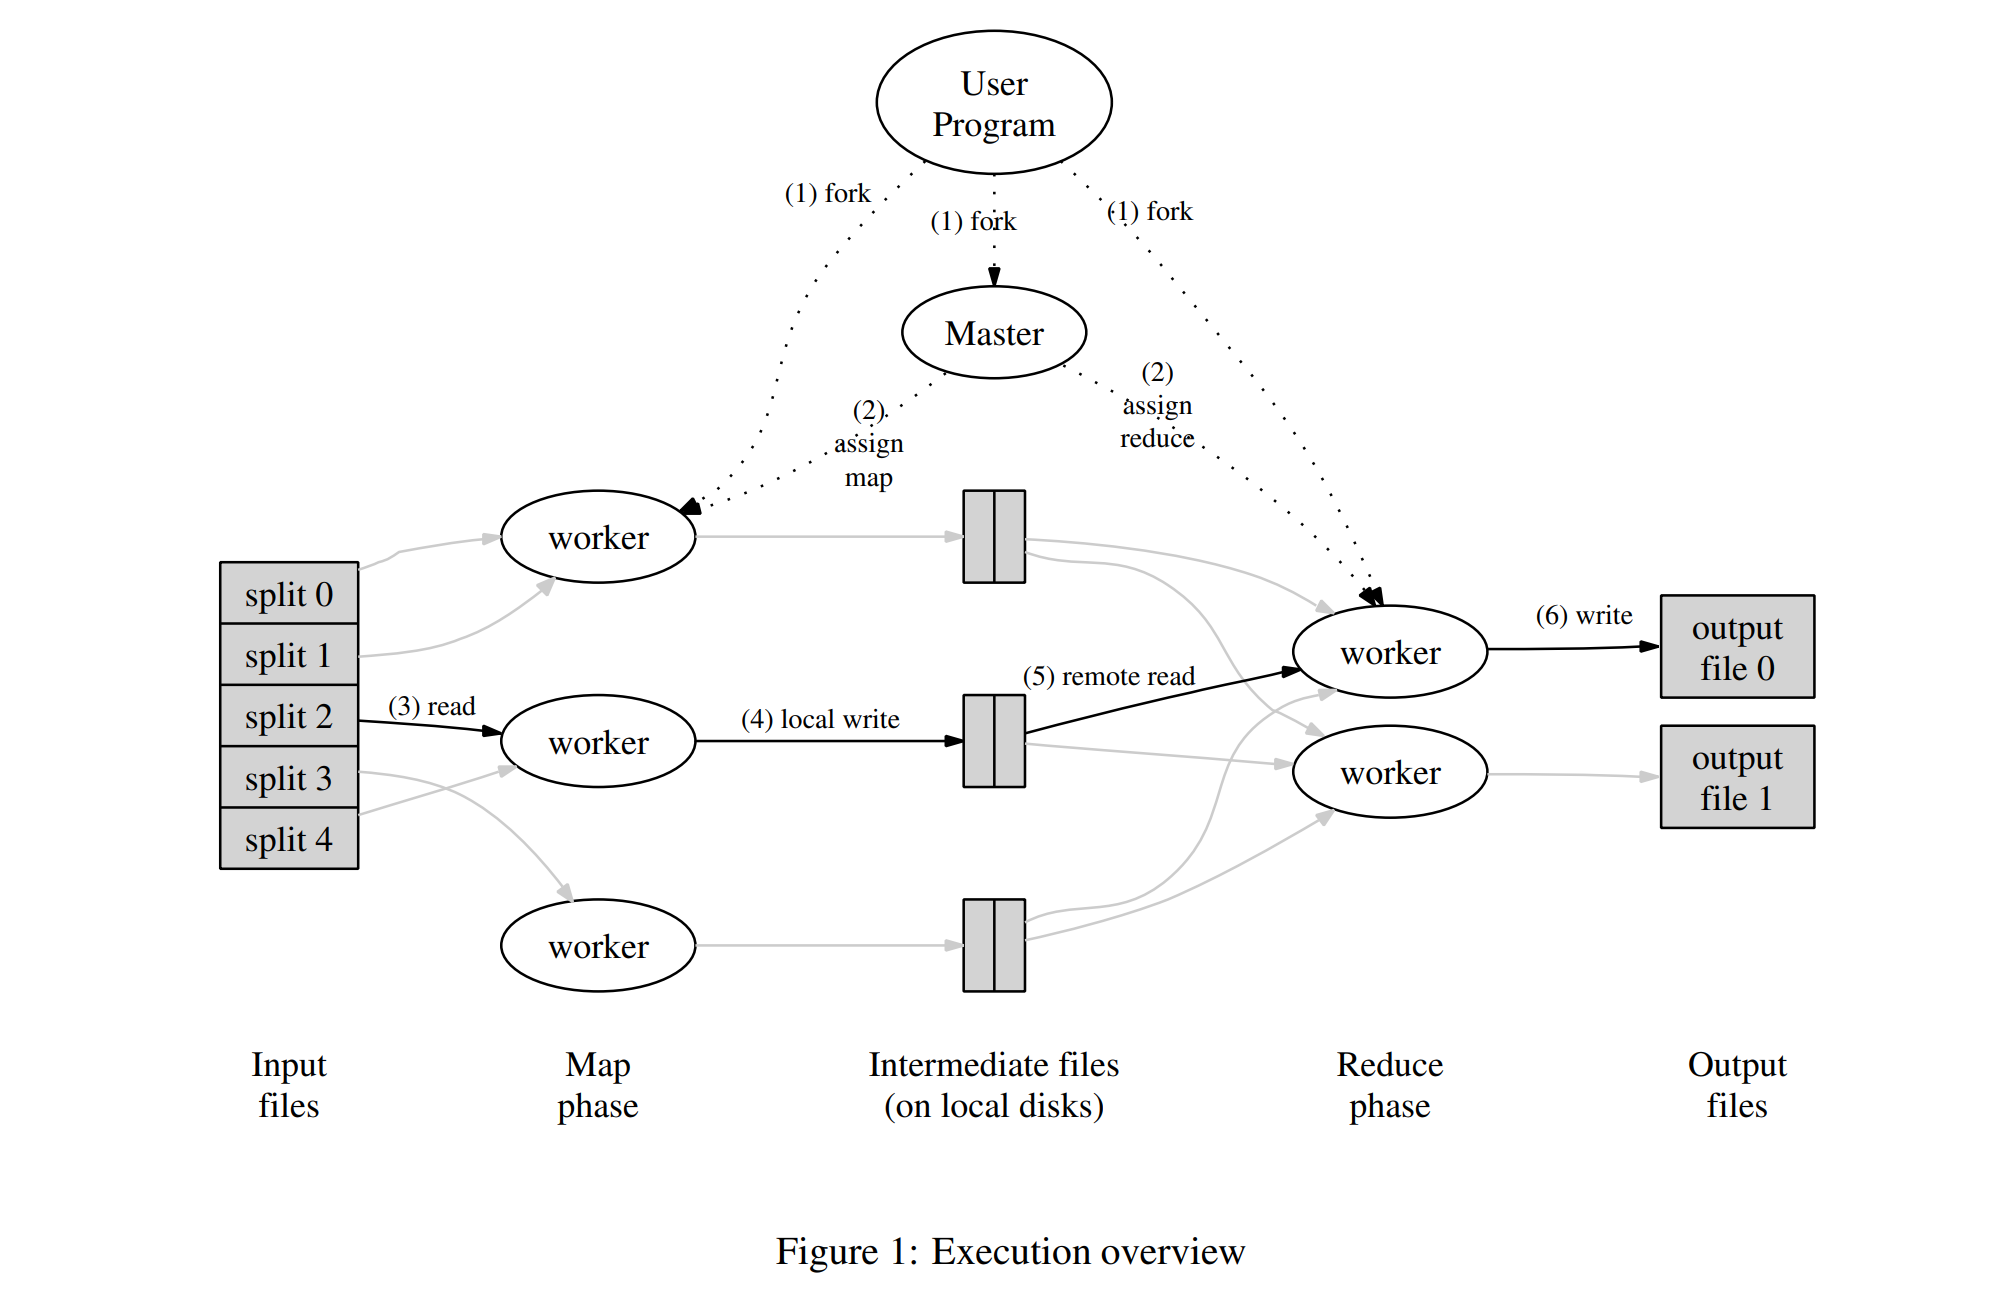 User
Program
(1) fork
(1) fork
(1) fork
Master
(2)
assign
map
(2)
assign
reduce
worker
split 0
split 1
split 2
split 3
split 4
(3) read
worker
(4) local write
(5) remote read
worker
(6) write
output
file 0
worker
output
file 1
worker
Input
files
Map
phase
Intermediate files
(on local disks)
Reduce
phase
Output
files
Figure 1: Execution overview